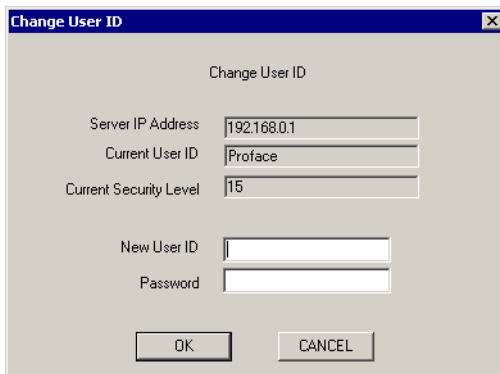 Change User ID
Change User ID
Server IP Address 192.168.0.1
Current User ID Proface
Current Security Level 15
New User ID
Password
OK CANCEL